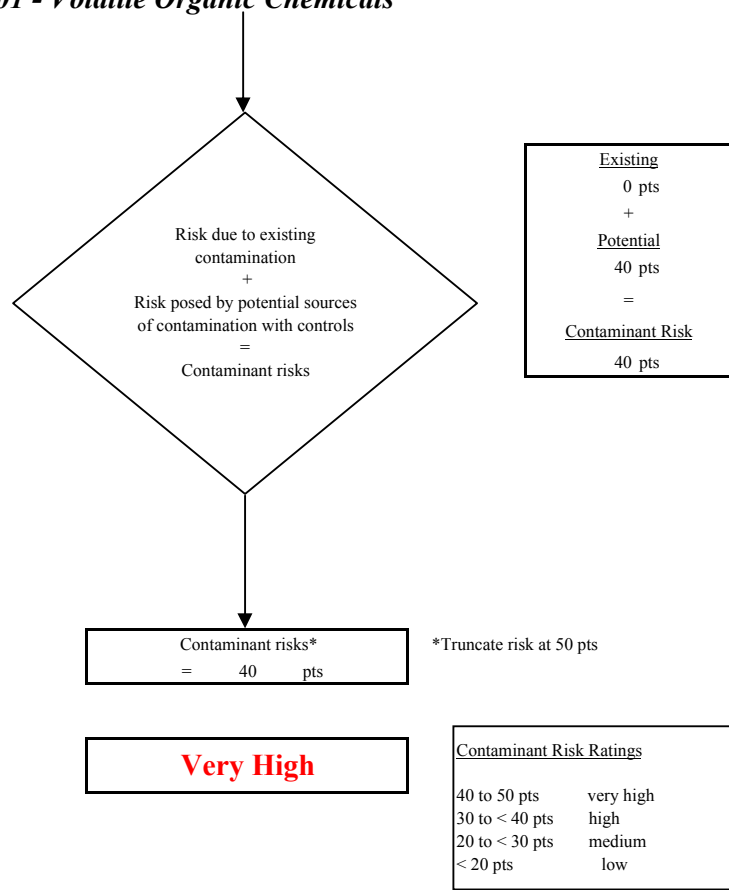 - Volatile Organic Chemicals
Risk due to existing
contamination
+
Risk posed by potential sources
of contamination with controls
=
Contaminant risks
Existing
0 pts
+
Potential
40 pts
=
Contaminant Risk
40 pts
Contaminant risks*
= 40 pts
*Truncate risk at 50 pts
Very High
Contaminant Risk Ratings
40 to 50 pts very high
30 to < 40 pts high
20 to < 30 pts medium
< 20 pts low